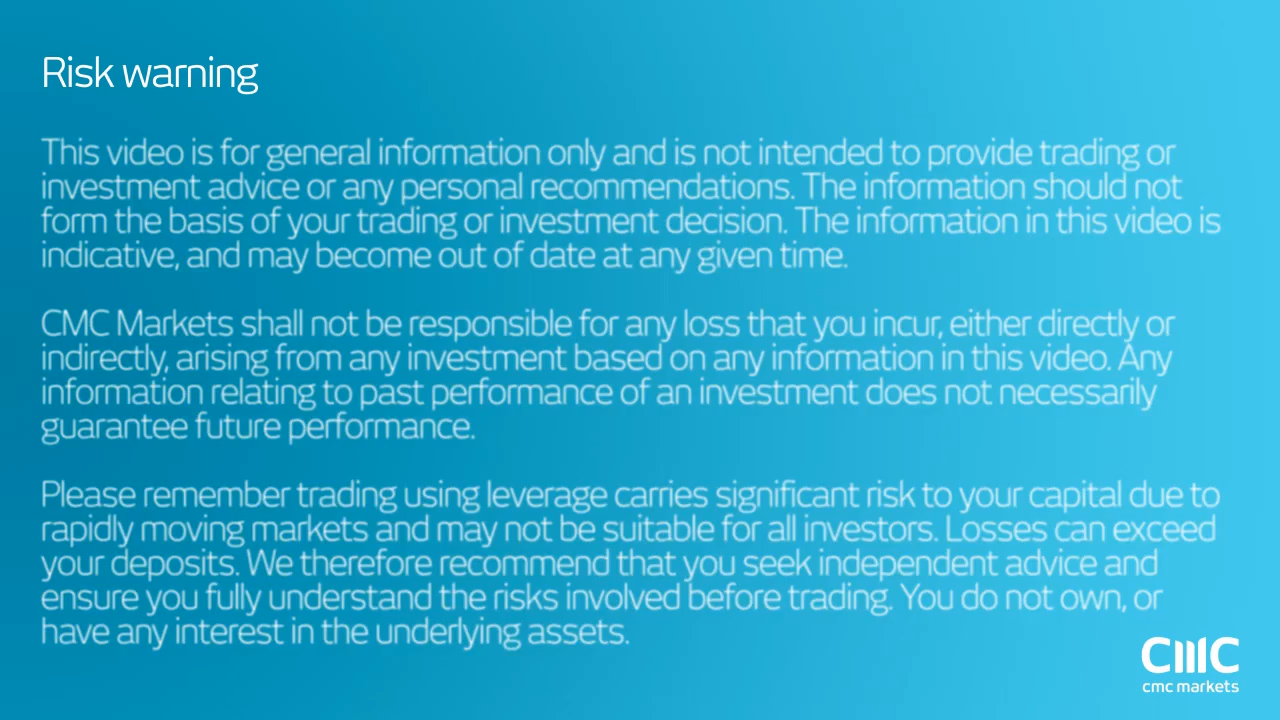 Risk warning
This video is for general information only and is not intended to provide trading or
investment advice or any personal recommendations. The information should not
form the basis of your trading or investment decision. The information in this video is
indicative, and may become out of date at any given time.
CMC Markets shall not be responsible for any loss that you incur, either directly or
indirectly, arising from any investment based on any information in this video. Any
information relating to past performance of an investment does not necessarily
guarantee future performance.
Please remember trading using leverage carries significant risk to your capital due to
rapidly moving markets and may not be suitable for all investors. Losses can exceed
your deposits. We therefore recommend that you seek independent advice and
ensure you fully understand the risks involved before trading. You do not own, or
have any interest in the underlying assets.
CMC
cmc markets